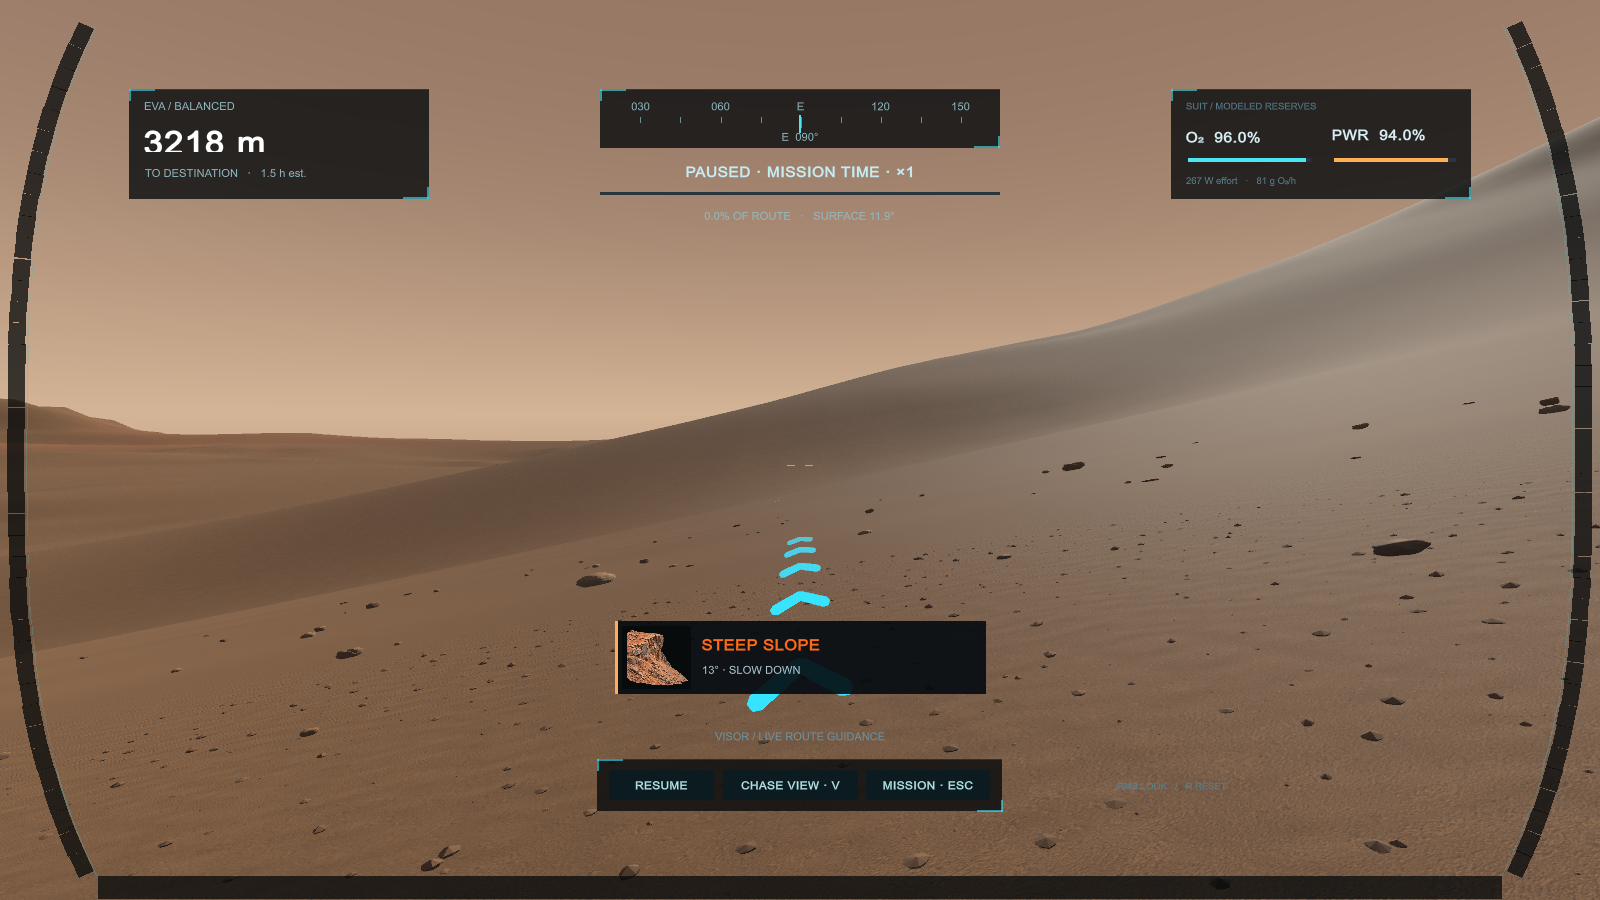 EVA / BALANCED
3218 m
TO DESTINATION · 1.5 h est.
030 060 E 120 150
E 090°
PAUSED · MISSION TIME · ×1
0.0% OF ROUTE · SURFACE 11.9°
SUIT / MODELED RESERVES
O₂ 96.0% PWR 94.0%
267 W effort · 81 g O₂/h
STEEP SLOPE
13° · SLOW DOWN
VISOR / LIVE ROUTE GUIDANCE
RESUME CHASE VIEW · V MISSION · ESC
LOOK / R RESET